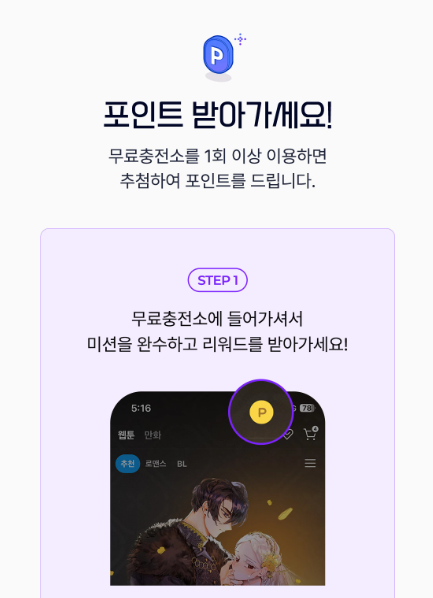 P
포인트 받아가세요!
무료충전소를 1회 이상 이용하면
추첨하여 포인트를 드립니다.
STEP 1
무료충전소에 들어가셔서
미션을 완수하고 리워드를 받아가세요!
5:16
P
78
웹툰 만화
추천 로맨스 BL